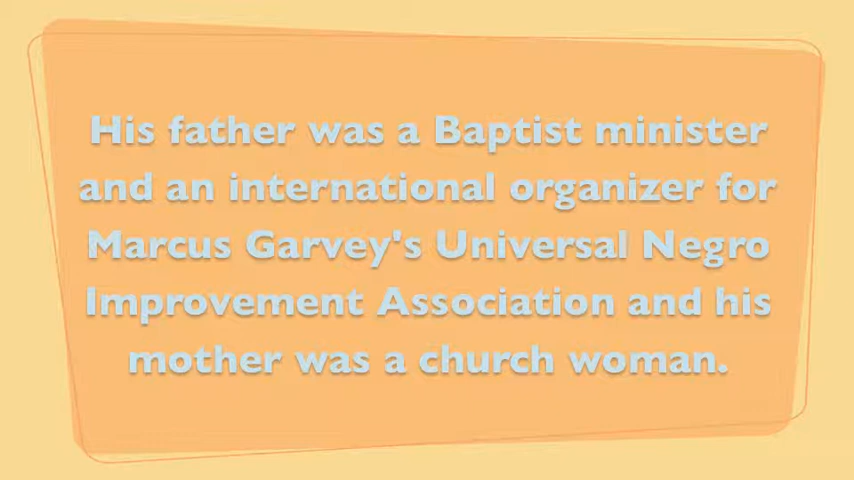 His father was a Baptist minister
and an international organizer for
Marcus Garvey's Universal Negro
Improvement Association and his
mother was a church woman.